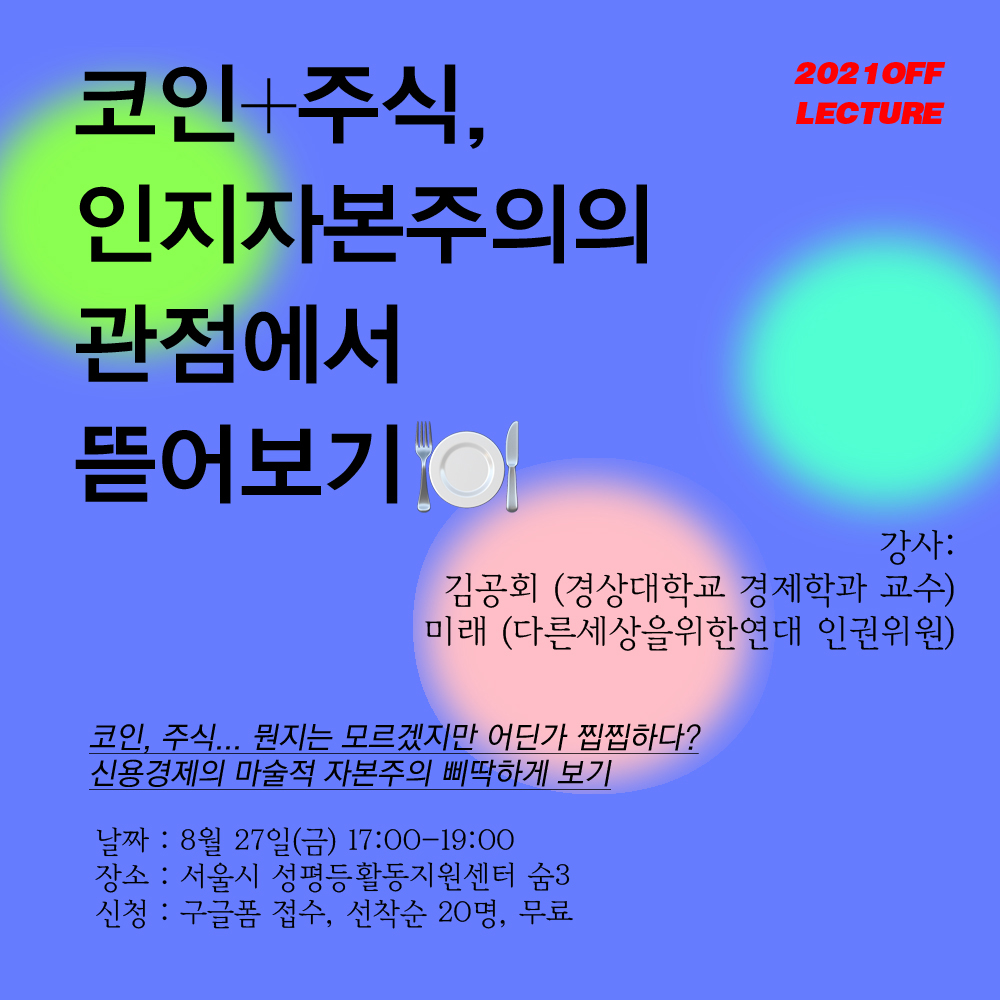 코인+주식,
인지자본주의의
관점에서
뜯어보기
2021OFF
LECTURE
강사:
김공회 (경상대학교 경제학과 교수)
미래 (다른세상을위한연대 인권위원)
코인, 주식... 뭔지는 모르겠지만 어딘가 찝찝하다?
신용경제의 마술적 자본주의 삐딱하게 보기
날짜 : 8월 27일(금) 17:00-19:00
장소 : 서울시 성평등활동지원센터 숨3
신청 : 구글폼 접수, 선착순 20명, 무료